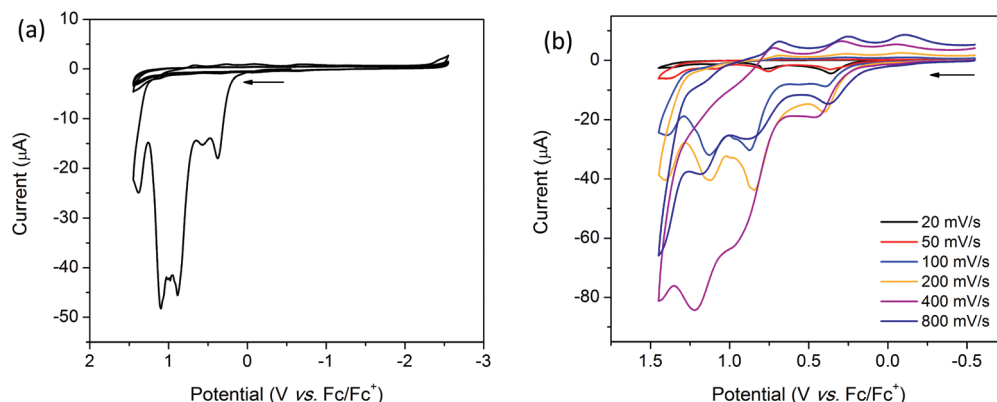 (a)
10
0
-10
-20
-30
-40
-50
Current (μA)
2 1 0 -1 -2 -3
Potential (V vs. Fc/Fc⁺)
(b)
0
-20
-40
-60
-80
Current (μA)
20 mV/s
50 mV/s
100 mV/s
200 mV/s
400 mV/s
800 mV/s
1.5 1.0 0.5 0.0 -0.5
Potential (V vs. Fc/Fc⁺)